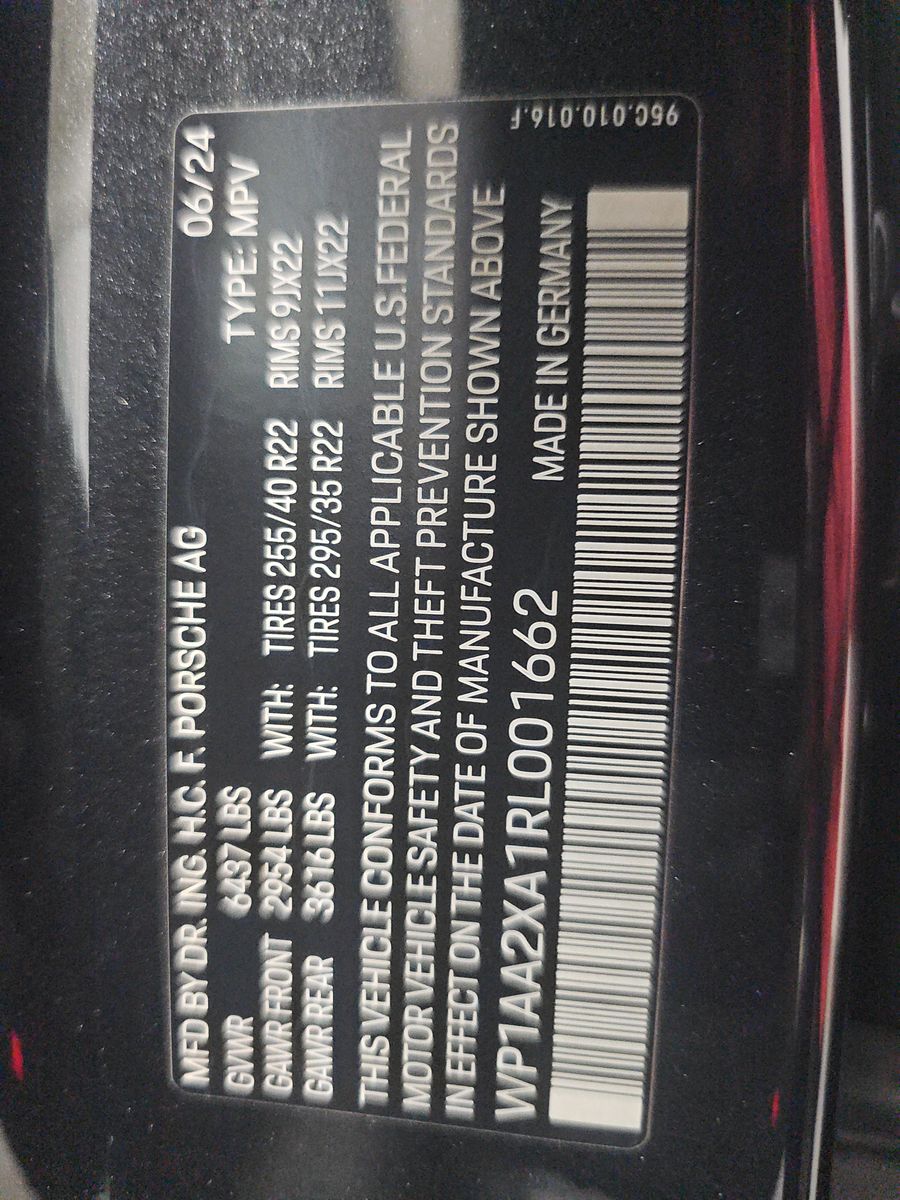 MFD BY DR. ING. H.C. F. PORSCHE AG 06/24
GVWR 6437 LBS TYPE: MPV
GAWR FRONT 2954 LBS WITH: TIRES 255/40 R22 RIMS 9JX22
GAWR REAR 3616 LBS WITH: TIRES 295/35 R22 RIMS 11JX22
THIS VEHICLE CONFORMS TO ALL APPLICABLE U.S.FEDERAL
MOTOR VEHICLE SAFETY AND THEFT PREVENTION STANDARDS
IN EFFECT ON THE DATE OF MANUFACTURE SHOWN ABOVE
WP1AA2XA1RL001662 MADE IN GERMANY
95C.010.016.F